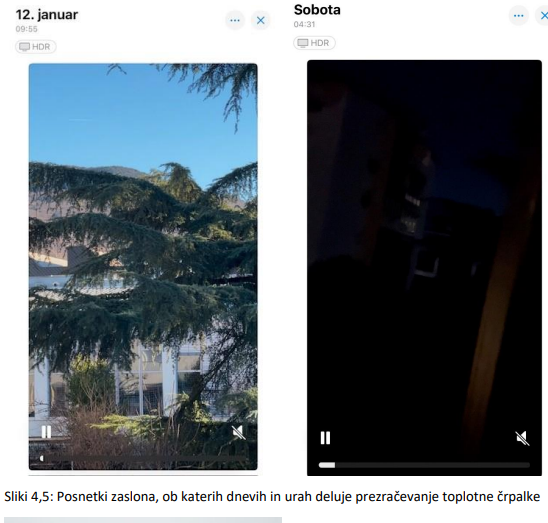 12. januar
09:55
HDR
Sobota
04:31
HDR
Sliki 4,5: Posnetki zaslona, ob katerih dnevih in urah deluje prezračevanje toplotne črpalke